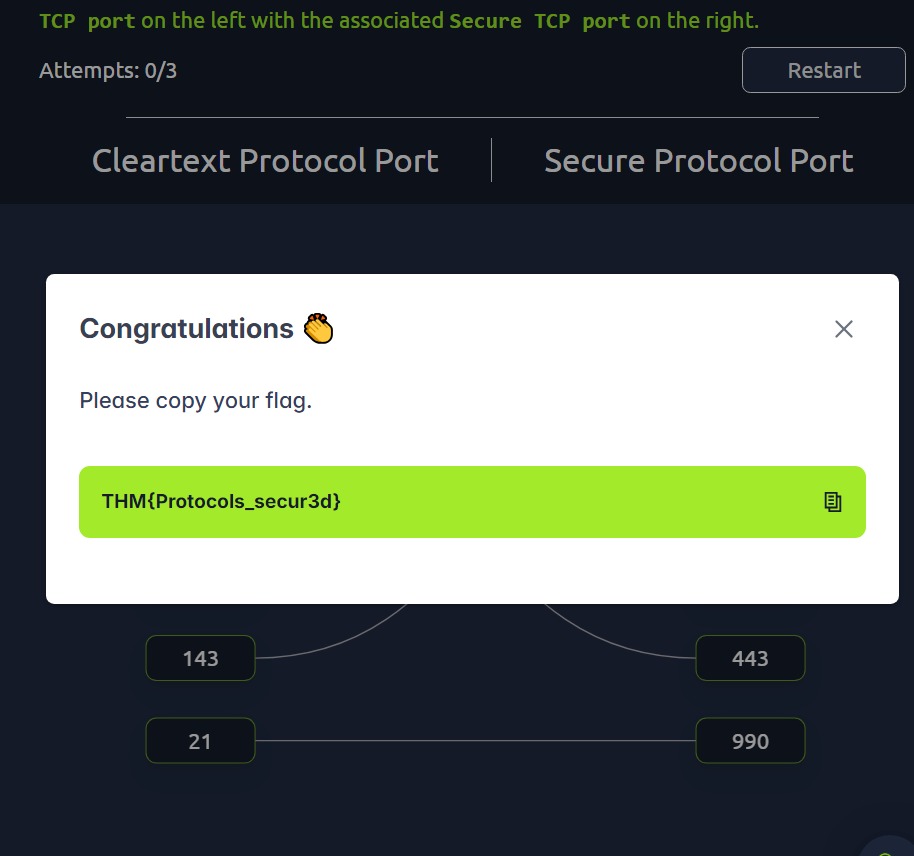 TCP port on the left with the associated Secure TCP port on the right.
Attempts: 0/3
Restart
Cleartext Protocol Port
Secure Protocol Port
Congratulations 👏
Please copy your flag.
THM{Protocols_secur3d}
143
443
21
990